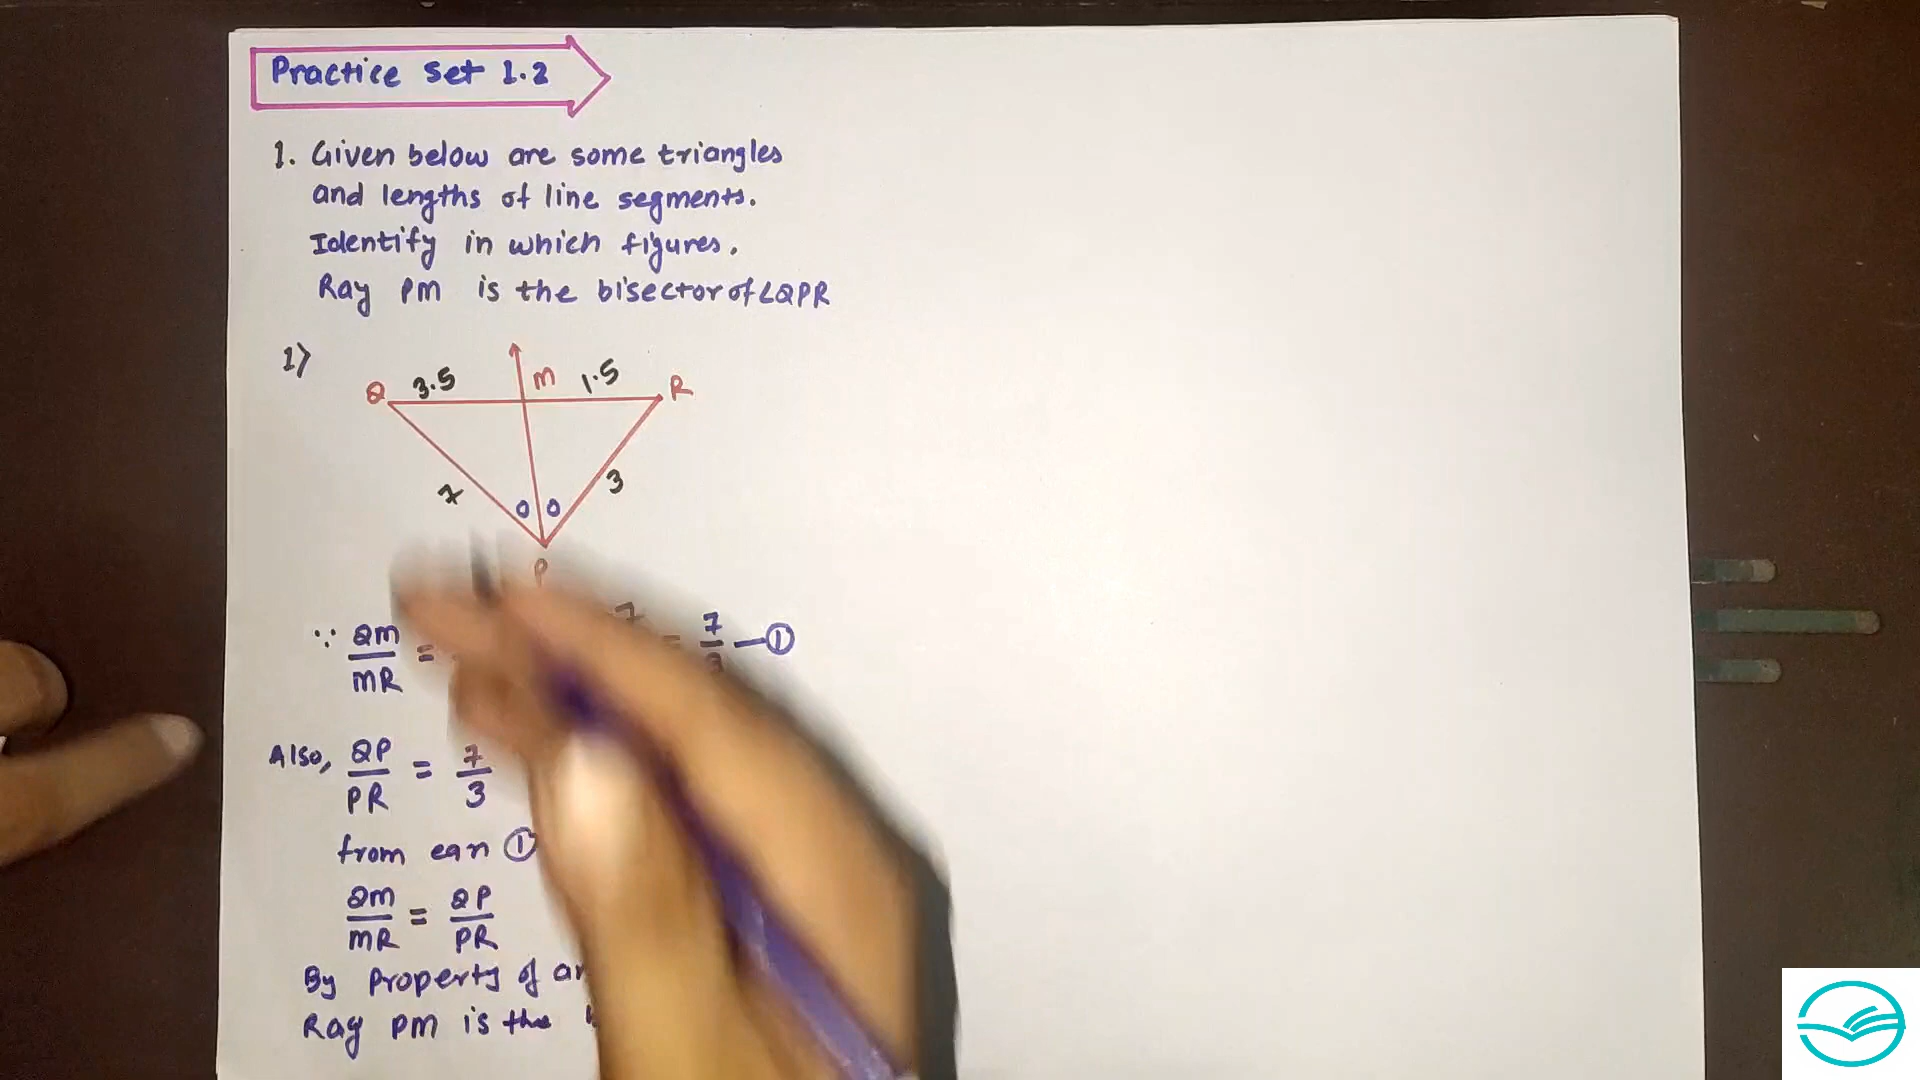 Practice Set 1.2
1. Given below are some triangles
and lengths of line segments.
Identify in which figures.
Ray PM is the bisector of ∠QPR
1)
Q 3.5 M 1.5 R
7 3
P
∵ QM/MR = 7 = 7/3 — ①
Also, QP/PR = 7/3
from eqn ①
QM/MR = QP/PR
By Property of
Ray PM is the